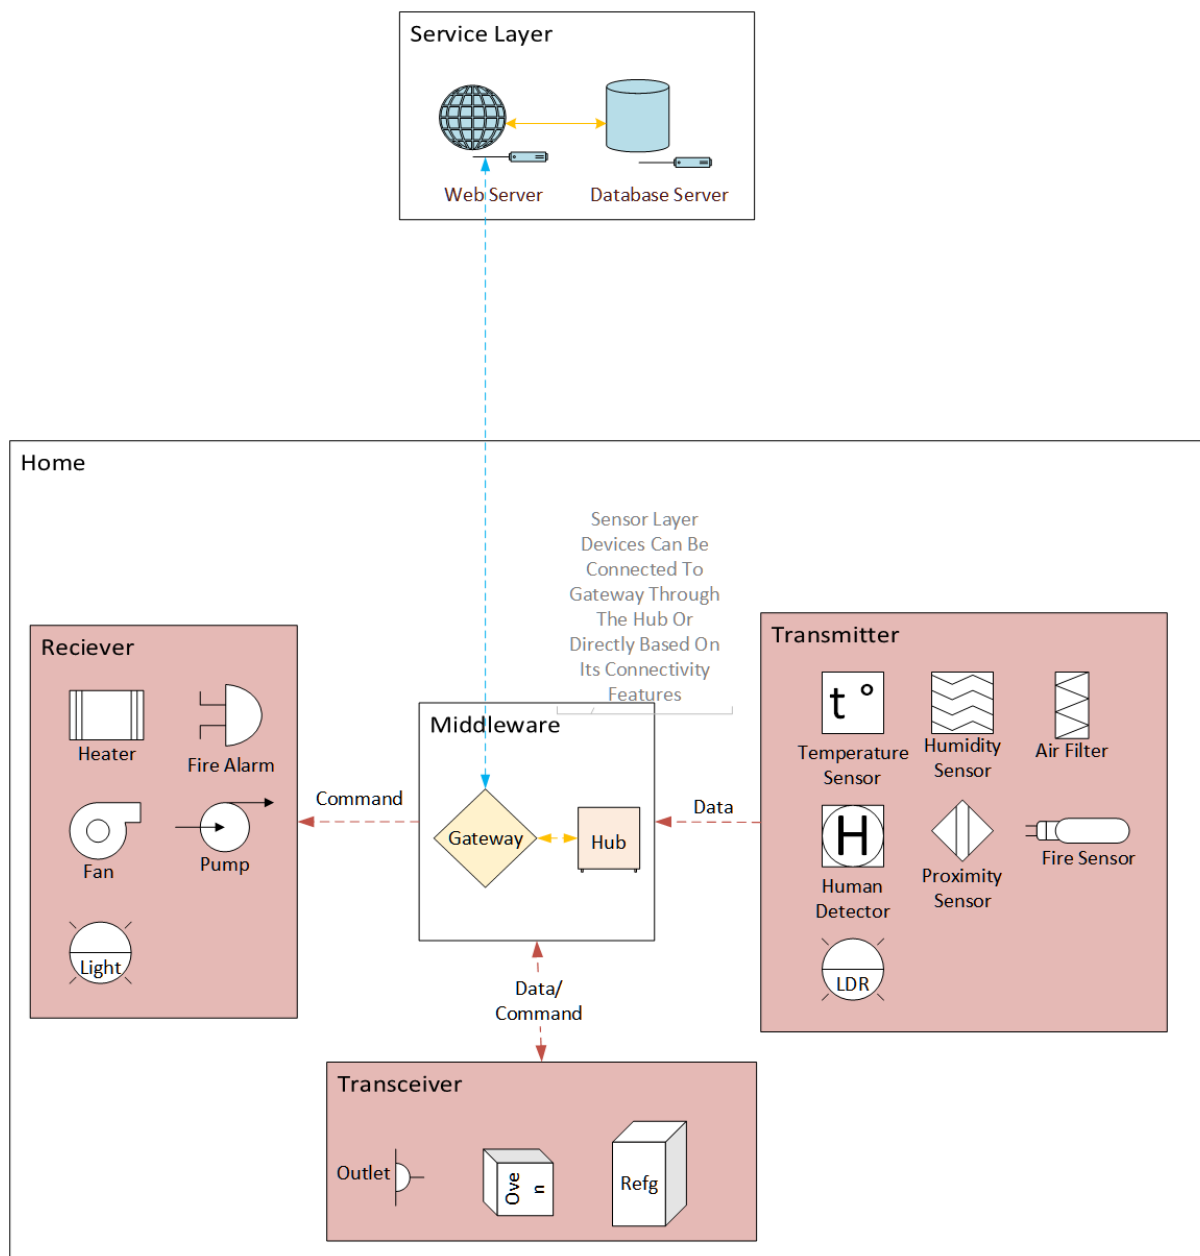 Service Layer
Web Server
Database Server
Home
Sensor Layer
Devices Can Be
Connected To
Gateway Through
The Hub Or
Directly Based On
Its Connectivity
Features
Reciever
Heater
Fire Alarm
Fan
Pump
Light
Command
Middleware
Gateway
Hub
Data
Transmitter
t °
Temperature
Sensor
Humidity
Sensor
Air Filter
H
Human
Detector
Proximity
Sensor
Fire Sensor
LDR
Data/
Command
Transceiver
Outlet
Ove
n
Refg